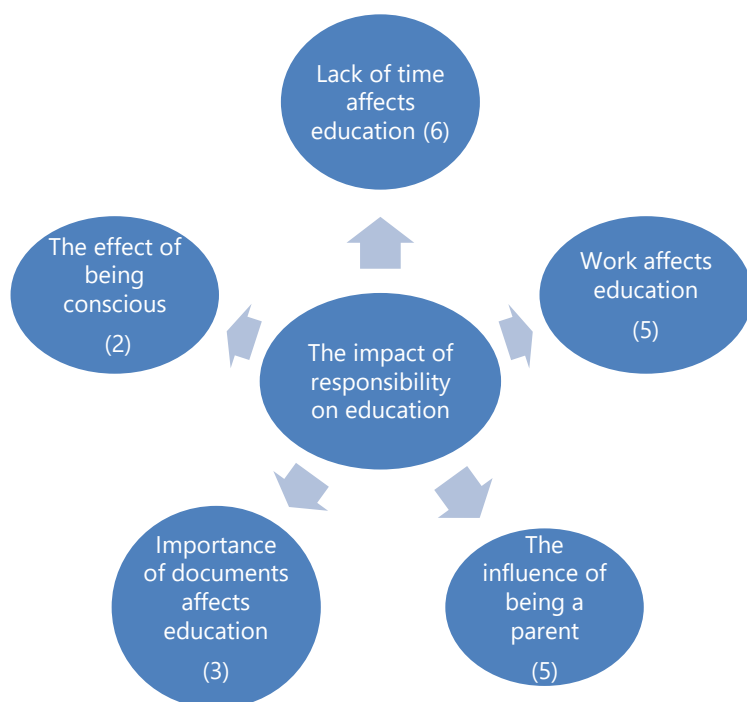 Lack of time
affects
education (6)
The effect of
being
conscious
(2)
Work affects
education
(5)
The impact of
responsibility
on education
Importance
of documents
affects
education
(3)
The
influence of
being a
parent
(5)